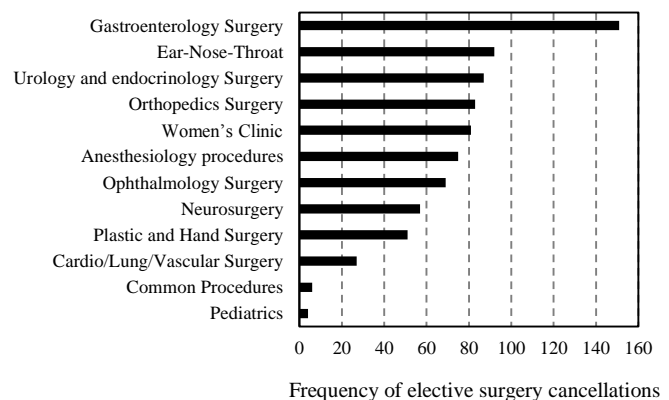 Gastroenterology Surgery
Ear-Nose-Throat
Urology and endocrinology Surgery
Orthopedics Surgery
Women’s Clinic
Anesthesiology procedures
Ophthalmology Surgery
Neurosurgery
Plastic and Hand Surgery
Cardio/Lung/Vascular Surgery
Common Procedures
Pediatrics
0 20 40 60 80 100 120 140 160
Frequency of elective surgery cancellations